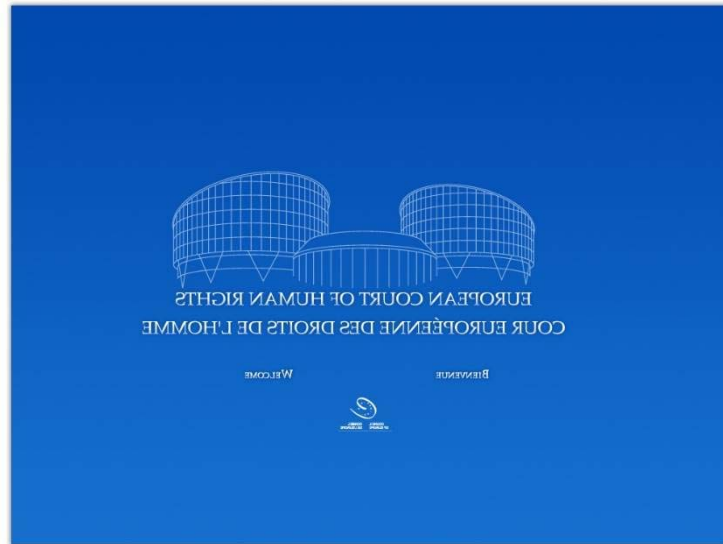 EUROPEAN COURT OF HUMAN RIGHTS
COUR EUROPÉENNE DES DROITS DE L'HOMME
BIENVENUE WELCOME